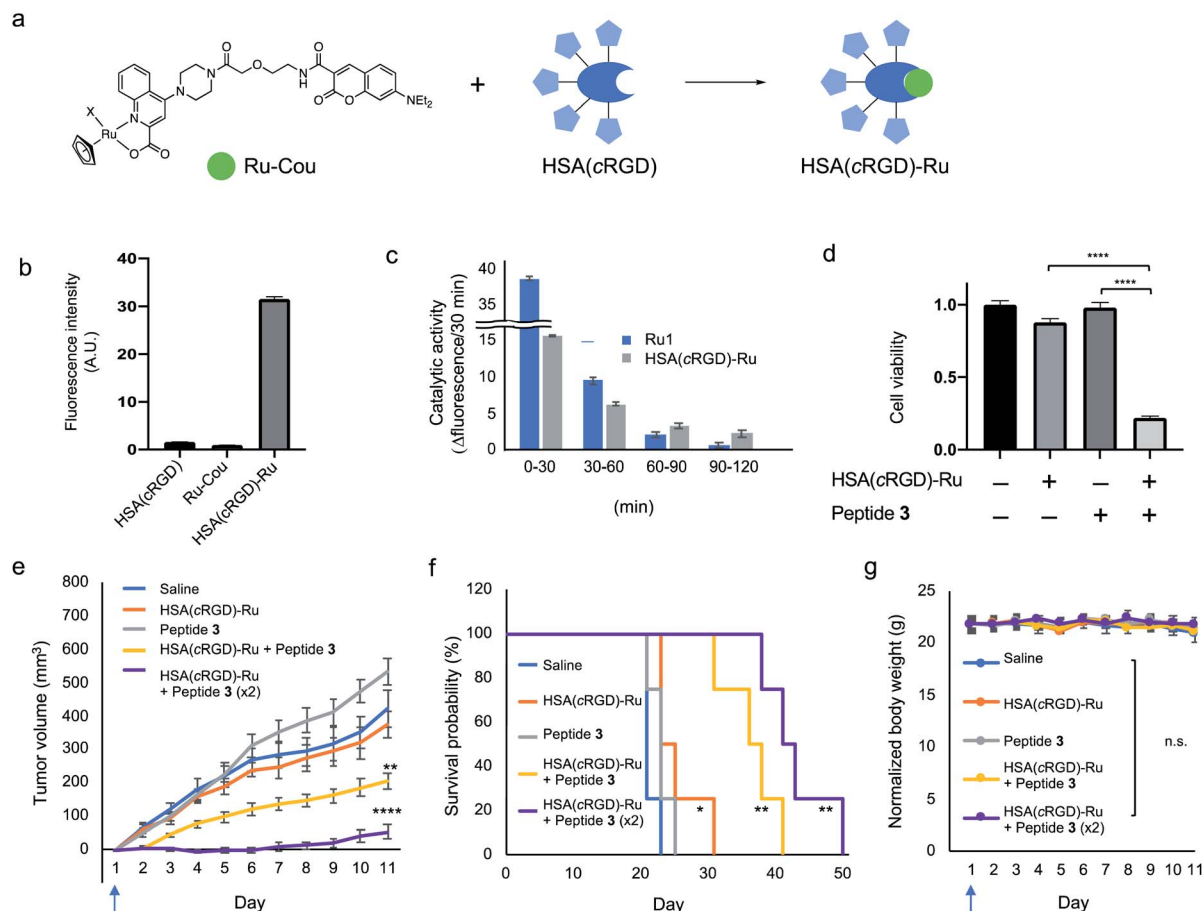 a
O
O
N
O
N
H
O
N
O
O
NEt₂
X
N
Ru
O
O
Ru-Cou
+
HSA(cRGD)
HSA(cRGD)-Ru
b
Fluorescence intensity
(A.U.)
40
30
20
10
0
HSA(cRGD)
Ru-Cou
HSA(cRGD)-Ru
c
Catalytic activity
(Δfluorescence/30 min)
40
35
15
10
5
0
Ru1
HSA(cRGD)-Ru
0-30 30-60 60-90 90-120
(min)
d
Cell viability
1.0
0.5
0.0
****
****
HSA(cRGD)-Ru – + – +
Peptide 3 – – + +
e
Tumor volume (mm³)
800
700
600
500
400
300
200
100
0
Saline
HSA(cRGD)-Ru
Peptide 3
HSA(cRGD)-Ru + Peptide 3
HSA(cRGD)-Ru
+ Peptide 3 (x2)
**
****
1 2 3 4 5 6 7 8 9 10 11
Day
f
Survival probability (%)
120
100
80
60
40
20
0
Saline
HSA(cRGD)-Ru
Peptide 3
HSA(cRGD)-Ru
+ Peptide 3
HSA(cRGD)-Ru
+ Peptide 3 (x2)
* ** **
0 10 20 30 40 50
Day
g
Normalized body weight (g)
25
20
15
10
5
0
Saline
HSA(cRGD)-Ru
Peptide 3
HSA(cRGD)-Ru
+ Peptide 3
HSA(cRGD)-Ru
+ Peptide 3 (x2)
n.s.
1 2 3 4 5 6 7 8 9 10 11
Day